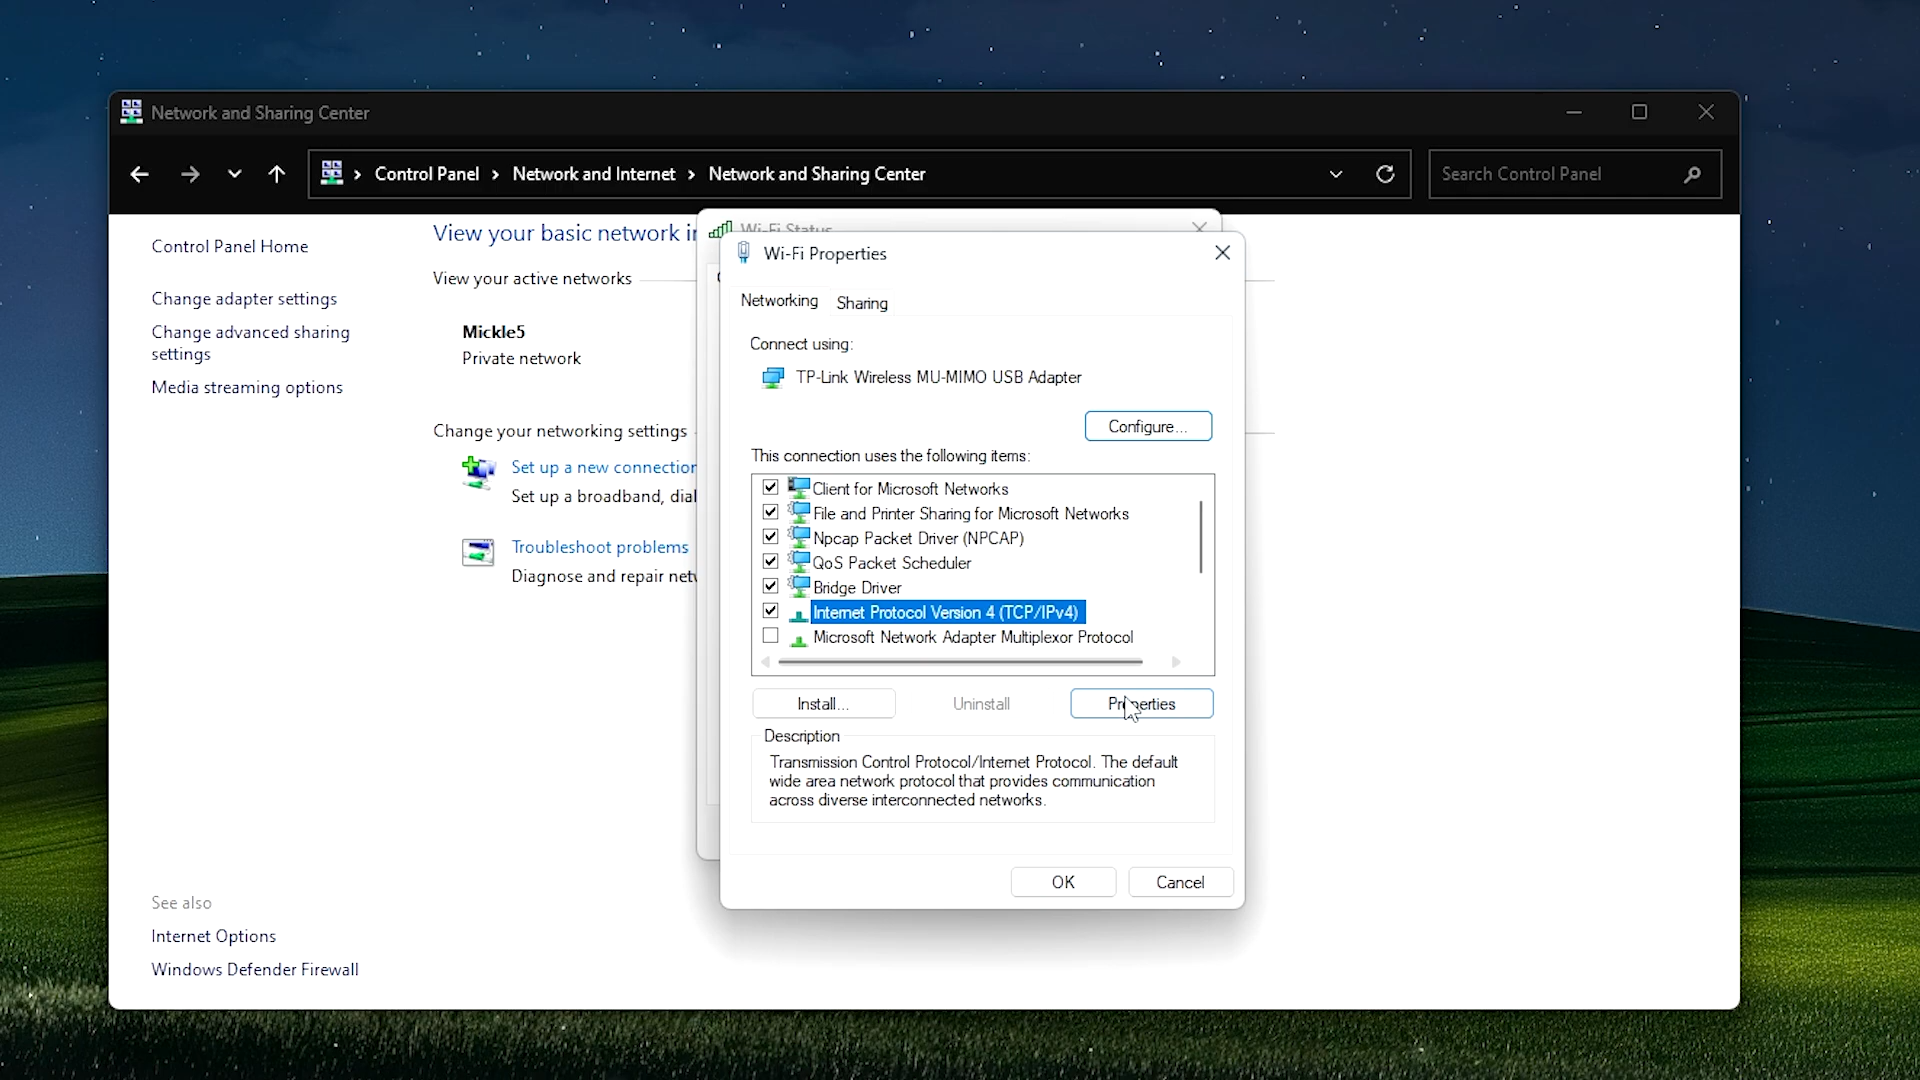 Network and Sharing Center
Control Panel
Network and Internet
Network and Sharing Center
Search Control Panel
Control Panel Home
Change adapter settings
Change advanced sharing
settings
Media streaming options
See also
Internet Options
Windows Defender Firewall
View your basic network
View your active networks
Mickle5
Private network
Change your networking settings
Set up a new connection
Set up a broadband,
Troubleshoot problems
Diagnose and repair
Wi-Fi Status
Wi-Fi Properties
Networking
Sharing
Connect using:
TP-Link Wireless MU-MIMO USB Adapter
Configure...
This connection uses the following items:
Client for Microsoft Networks
File and Printer Sharing for Microsoft Networks
Npcap Packet Driver (NPCAP)
QoS Packet Scheduler
Bridge Driver
Internet Protocol Version 4 (TCP/IPv4)
Microsoft Network Adapter Multiplexor Protocol
Install...
Uninstall
Properties
Description
Transmission Control Protocol/Internet Protocol. The default
wide area network protocol that provides communication
across diverse interconnected networks.
OK
Cancel